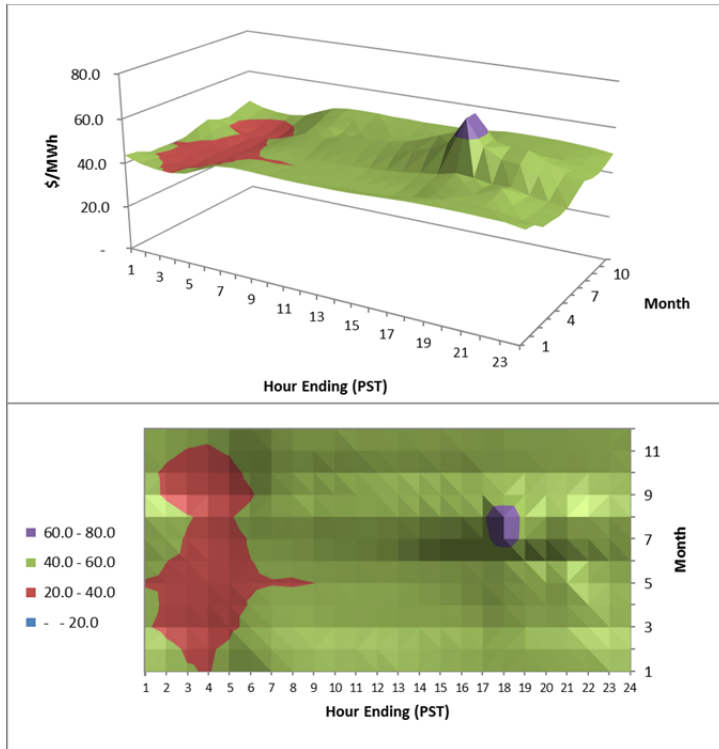 80.0
60.0
40.0
20.0
-
$/MWh
1 3 5 7 9 11 13 15 17 19 21 23
1 4 7 10
Month
Hour Ending (PST)
60.0 - 80.0
40.0 - 60.0
20.0 - 40.0
- - 20.0
11
9
7
5
3
1
Month
1 2 3 4 5 6 7 8 9 10 11 12 13 14 15 16 17 18 19 20 21 22 23 24
Hour Ending (PST)